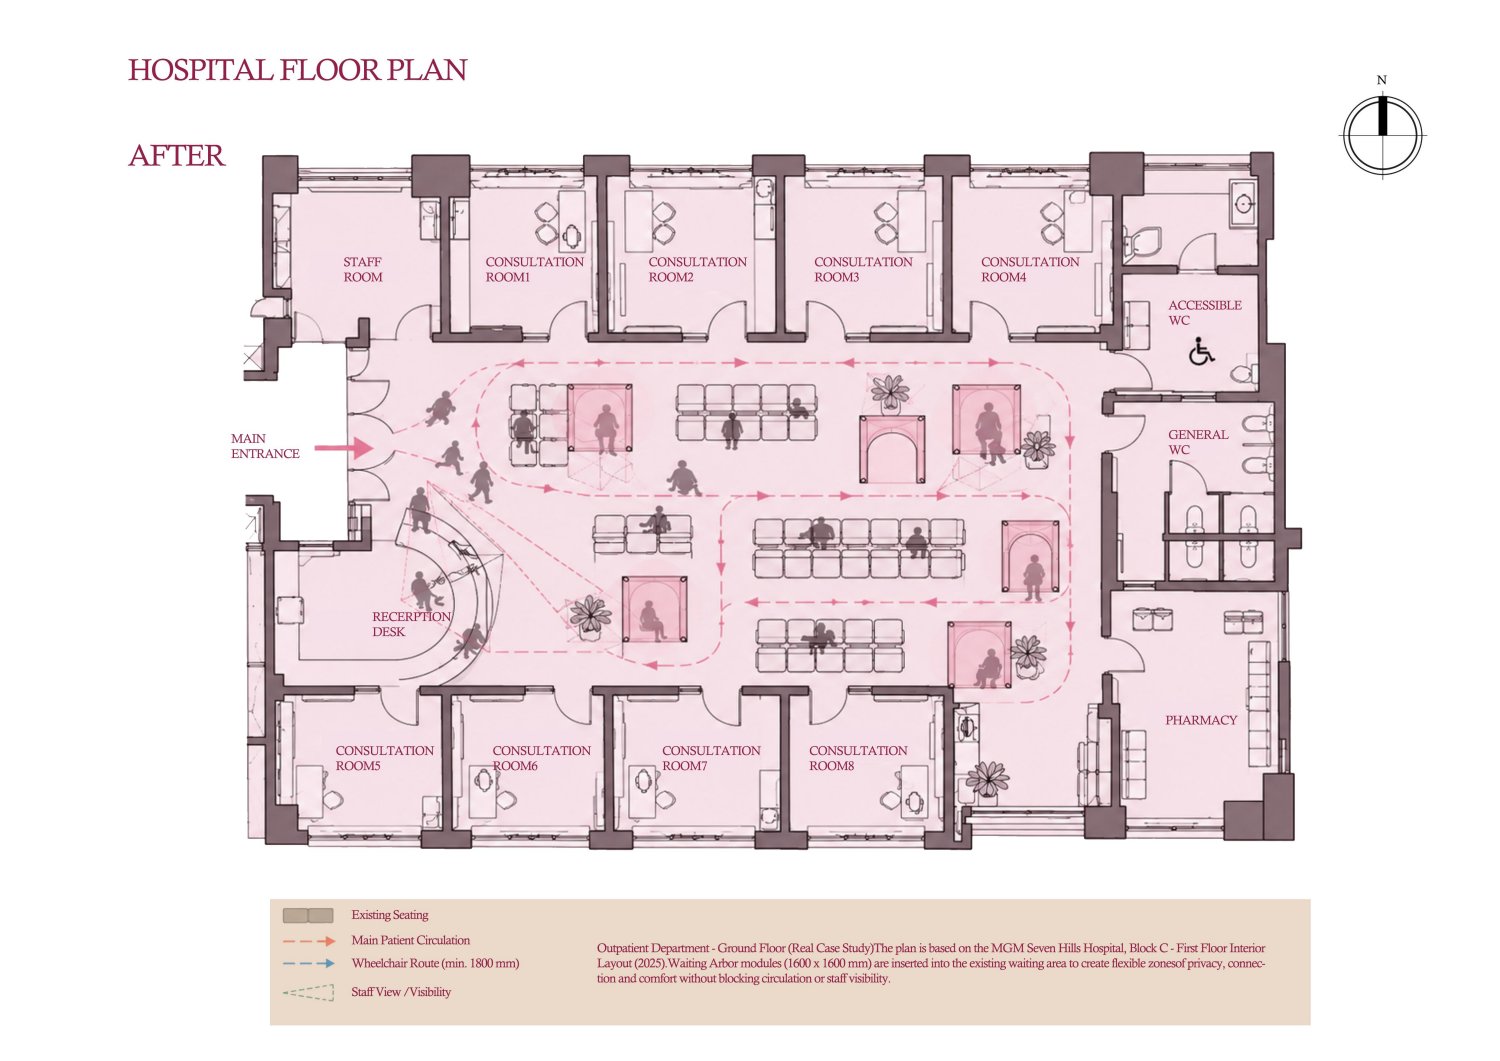 HOSPITAL FLOOR PLAN
N
AFTER
STAFF
ROOM
CONSULTATION
ROOM1
CONSULTATION
ROOM2
CONSULTATION
ROOM3
CONSULTATION
ROOM4
ACCESSIBLE
WC
MAIN
ENTRANCE
GENERAL
WC
RECERPTION
DESK
PHARMACY
CONSULTATION
ROOM5
CONSULTATION
ROOM6
CONSULTATION
ROOM7
CONSULTATION
ROOM8
Existing Seating
Main Patient Circulation
Wheelchair Route (min. 1800 mm)
Staff View /Visibility
Outpatient Department - Ground Floor (Real Case Study)The plan is based on the MGM Seven Hills Hospital, Block C - First Floor Interior
Layout (2025).Waiting Arbor modules (1600 x 1600 mm) are inserted into the existing waiting area to create flexible zonesof privacy, connec-
tion and comfort without blocking circulation or staff visibility.